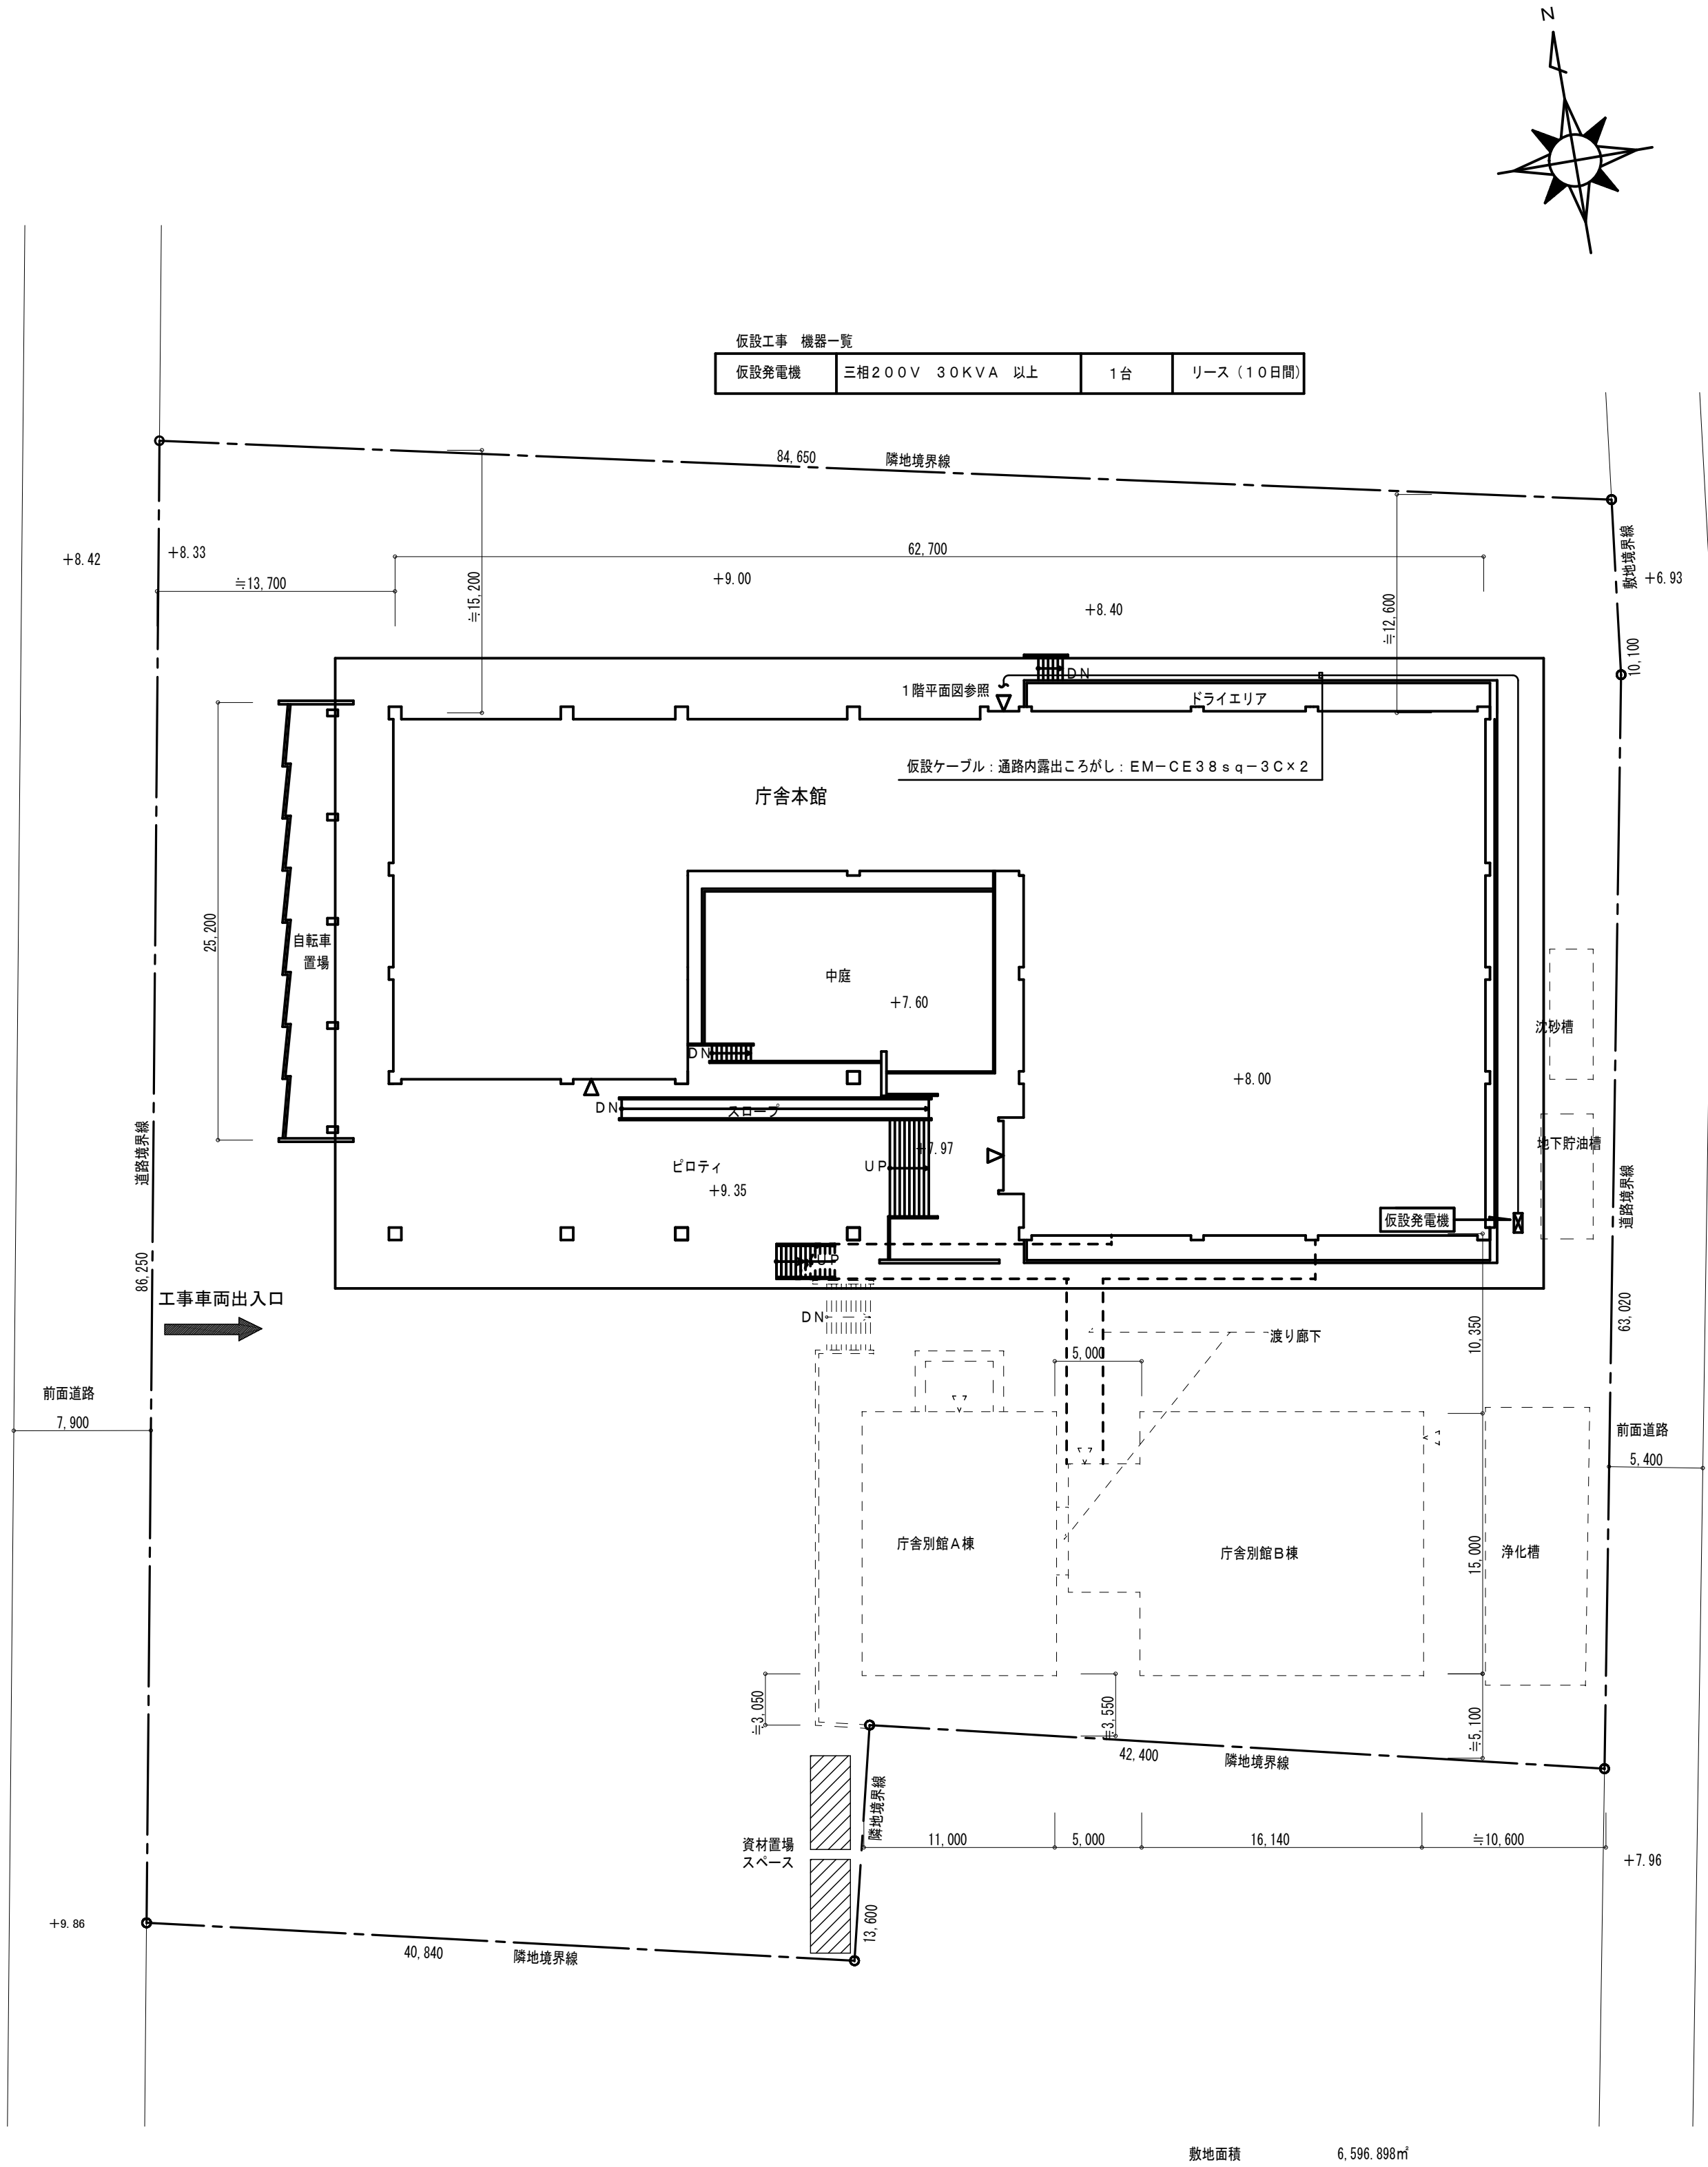 N
仮設工事　機器一覧
仮設発電機　三相２００Ｖ　３０ＫＶＡ　以上　１台　リース（１０日間）
84,650　隣地境界線
敷地境界線
10,100
+8.42
+8.33
62,700
≒13,700
+9.00
≒15,200
+8.40
≒12,600
+6.93
ＤＮ
１階平面図参照
ドライエリア
仮設ケーブル：通路内露出ころがし：ＥＭ－ＣＥ３８ｓｑ－３Ｃ×２
庁舎本館
25,200
自転車
置場
中庭
+7.60
沈砂槽
ＤＮ
+8.00
ＤＮ
スロープ
+7.97
地下貯油槽
道路境界線
86,250
ピロティ
+9.35
ＵＰ
道路境界線
63,020
仮設発電機
ＵＰ
工事車両出入口
ＤＮ
渡り廊下
5,000
10,350
前面道路
7,900
前面道路
5,400
庁舎別館Ａ棟
庁舎別館Ｂ棟
浄化槽
15,000
≒3,050
≒3,550
≒5,100
42,400　隣地境界線
隣地境界線
13,600
資材置場
スペース
11,000
5,000
16,140
≒10,600
+7.96
+9.86
40,840　隣地境界線
敷地面積　6,596.898㎡